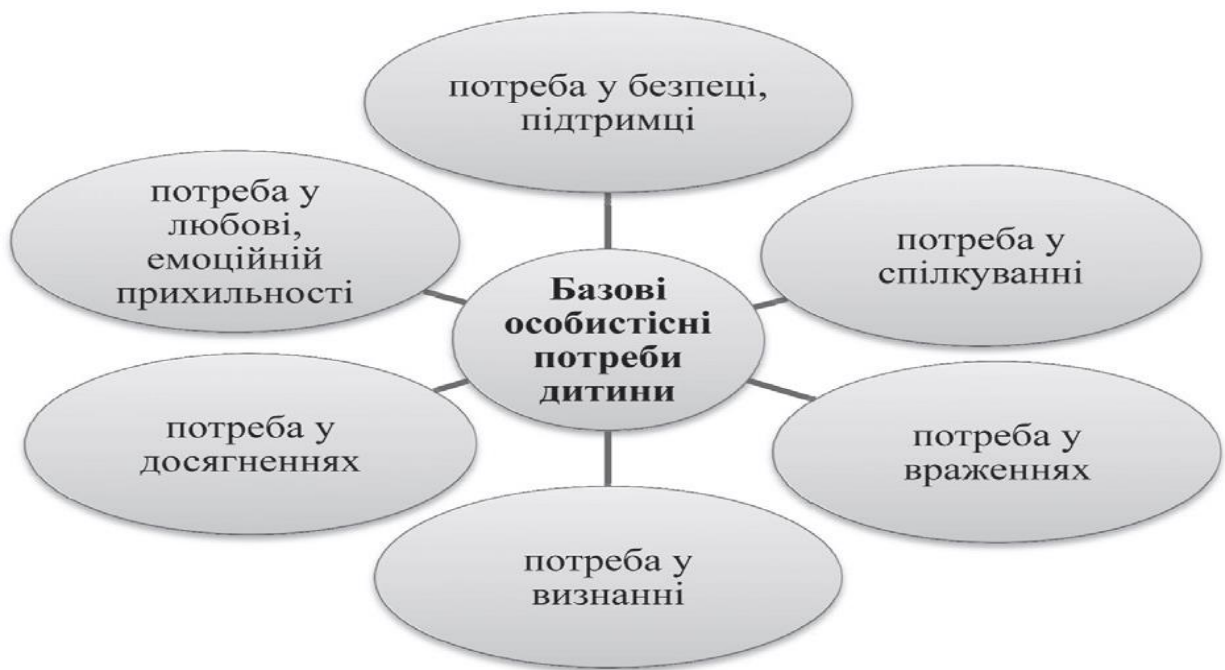 потреба у безпеці,
підтримці
потреба у
любові,
емоційній
прихильності
потреба у
спілкуванні
Базові
особистісні
потреби
дитини
потреба у
досягненнях
потреба у
враженнях
потреба у
визнанні